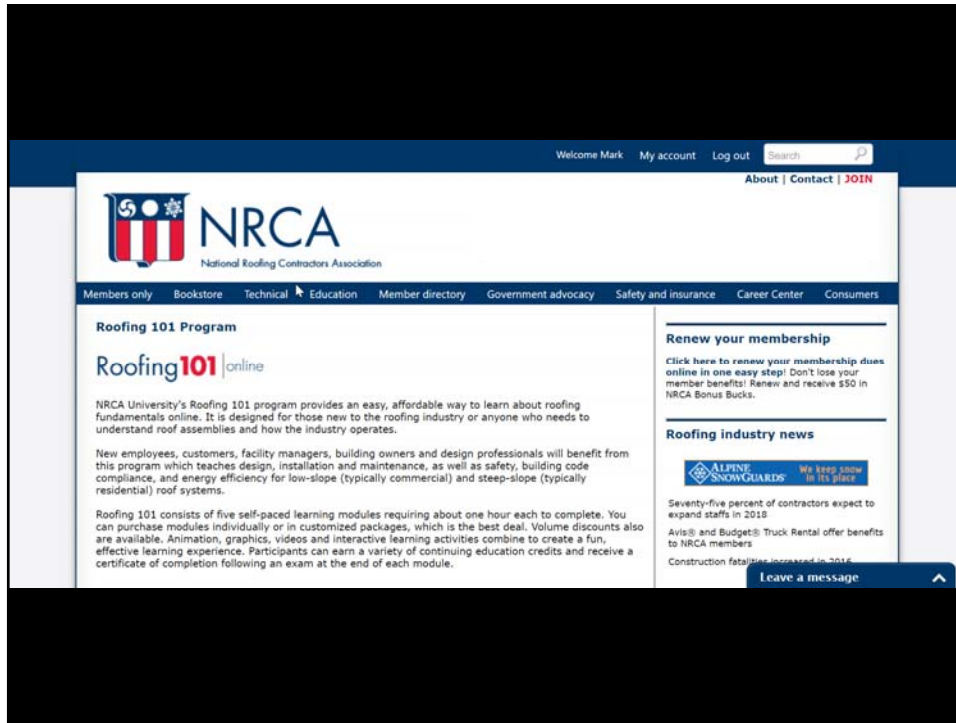 Welcome Mark My account Log out Search
About | Contact | JOIN
NRCA
National Roofing Contractors Association
Members only Bookstore Technical Education Member directory Government advocacy Safety and insurance Career Center Consumers
Roofing 101 Program
Roofing101 | online
NRCA University's Roofing 101 program provides an easy, affordable way to learn about roofing
fundamentals online. It is designed for those new to the roofing industry or anyone who needs to
understand roof assemblies and how the industry operates.
New employees, customers, facility managers, building owners and design professionals will benefit from
this program which teaches design, installation and maintenance, as well as safety, building code
compliance, and energy efficiency for low-slope (typically commercial) and steep-slope (typically
residential) roof systems.
Roofing 101 consists of five self-paced learning modules requiring about one hour each to complete. You
can purchase modules individually or in customized packages, which is the best deal. Volume discounts also
are available. Animation, graphics, videos and interactive learning activities combine to create a fun,
effective learning experience. Participants can earn a variety of continuing education credits and receive a
certificate of completion following an exam at the end of each module.
Renew your membership
Click here to renew your membership dues
online in one easy step! Don't lose your
member benefits! Renew and receive $50 in
NRCA Bonus Bucks.
Roofing industry news
ALPINE
SNOWGUARDS
We keep snow
in its place
Seventy-five percent of contractors expect to
expand staffs in 2018
Avis® and Budget® Truck Rental offer benefits
to NRCA members
Construction fatalities increased in 2016
Leave a message